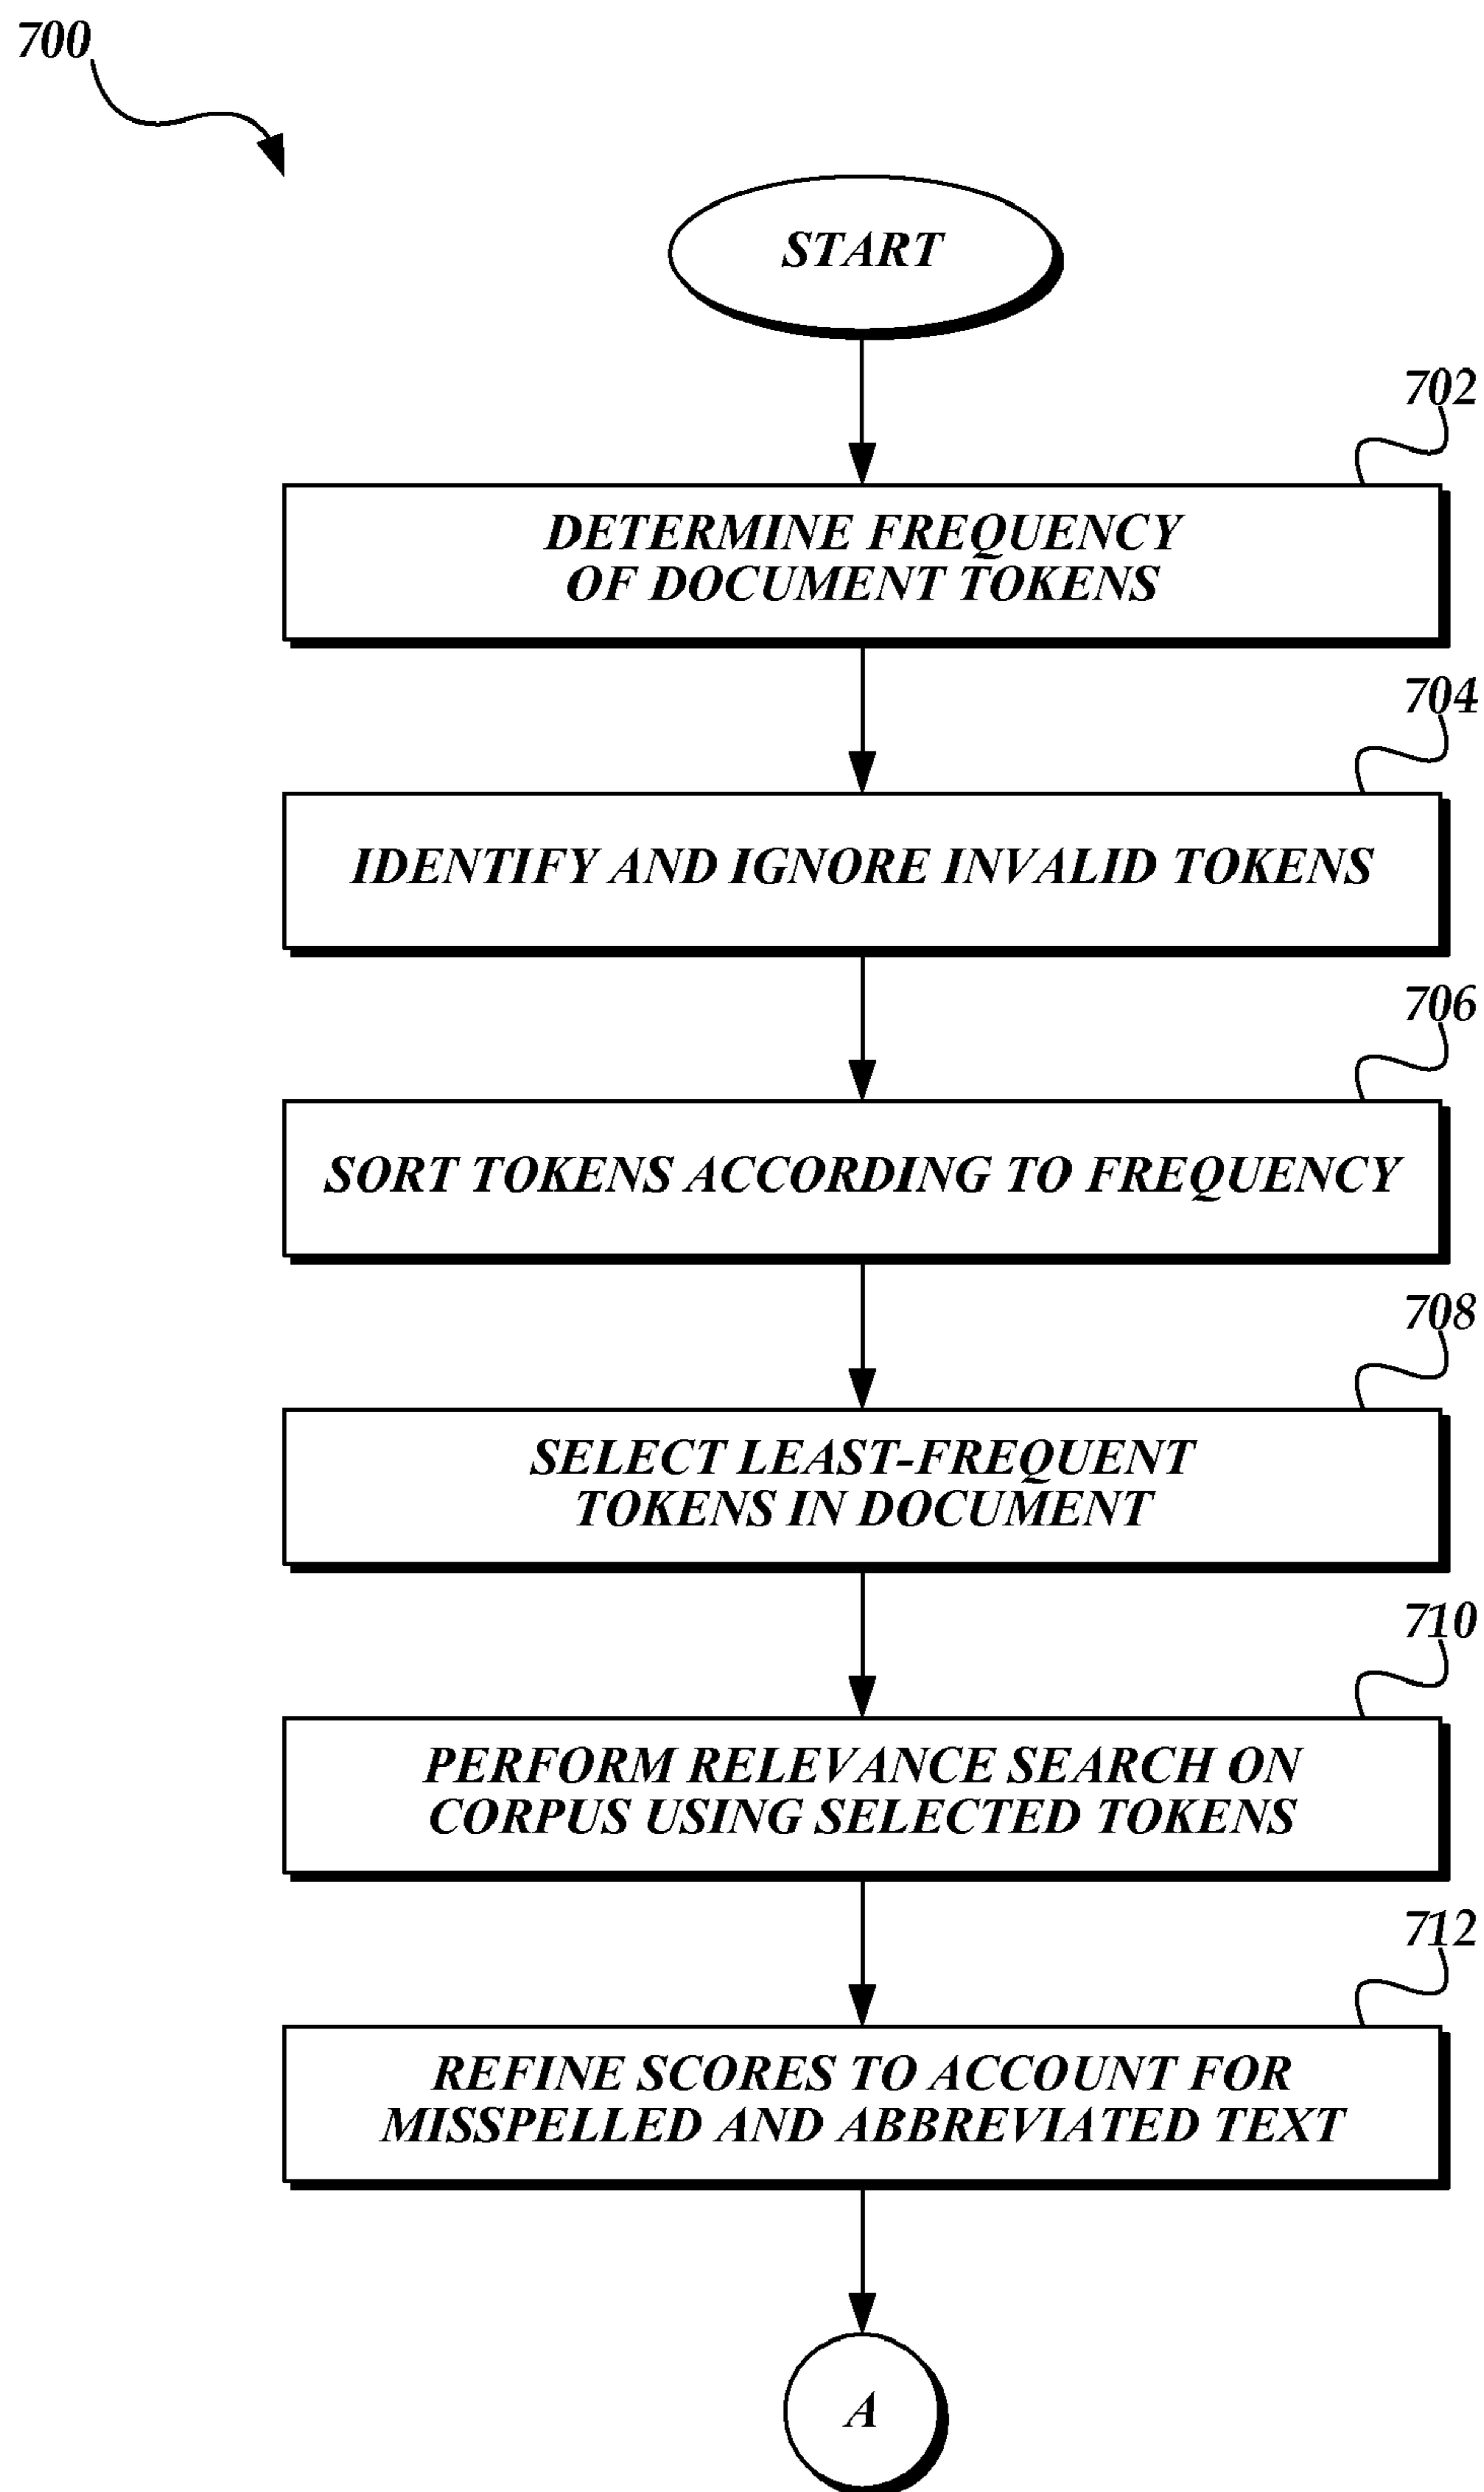 700
START
702
DETERMINE FREQUENCY
OF DOCUMENT TOKENS
704
IDENTIFY AND IGNORE INVALID TOKENS
706
SORT TOKENS ACCORDING TO FREQUENCY
708
SELECT LEAST-FREQUENT
TOKENS IN DOCUMENT
710
PERFORM RELEVANCE SEARCH ON
CORPUS USING SELECTED TOKENS
712
REFINE SCORES TO ACCOUNT FOR
MISSPELLED AND ABBREVIATED TEXT
A